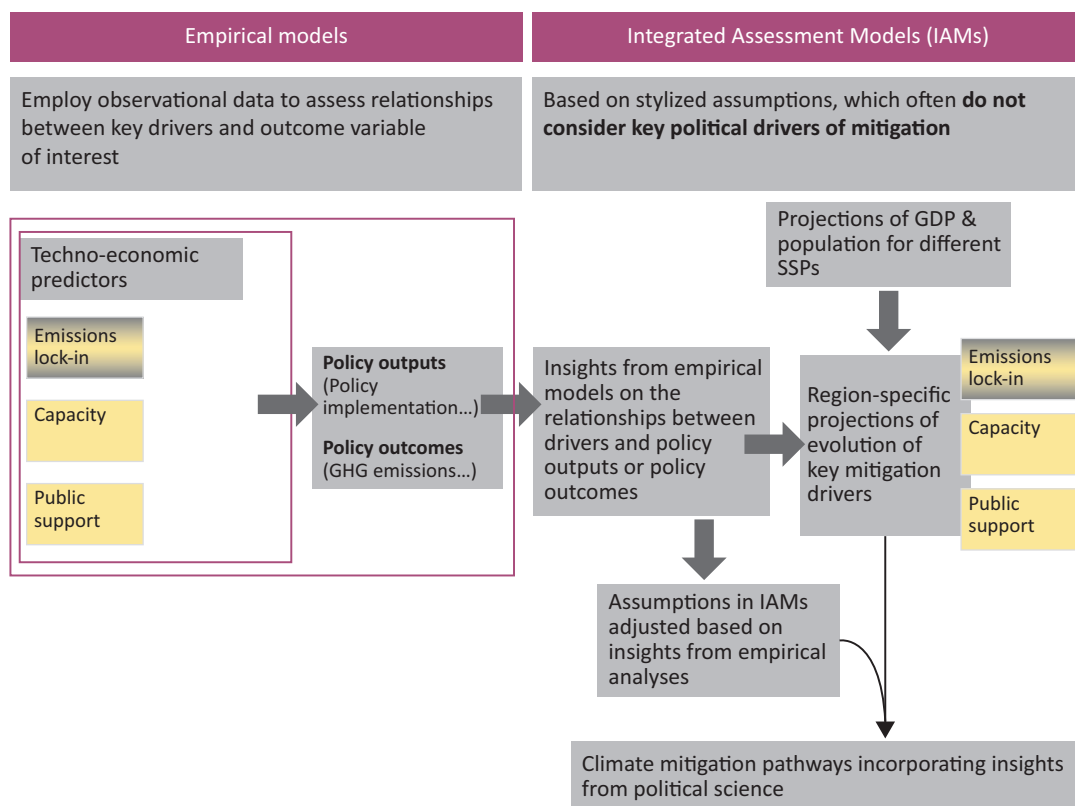 Empirical models
Integrated Assessment Models (IAMs)
Employ observational data to assess relationships
between key drivers and outcome variable
of interest
Based on stylized assumptions, which often do not
consider key political drivers of mitigation
Techno-economic
predictors
Emissions
lock-in
Capacity
Public
support
Policy outputs
(Policy
implementation...)
Policy outcomes
(GHG emissions...)
Insights from empirical
models on the
relationships between
drivers and policy
outputs or policy
outcomes
Projections of GDP &
population for different
SSPs
Region-specific
projections of
evolution of
key mitigation
drivers
Emissions
lock-in
Capacity
Public
support
Assumptions in IAMs
adjusted based on
insights from empirical
analyses
Climate mitigation pathways incorporating insights
from political science